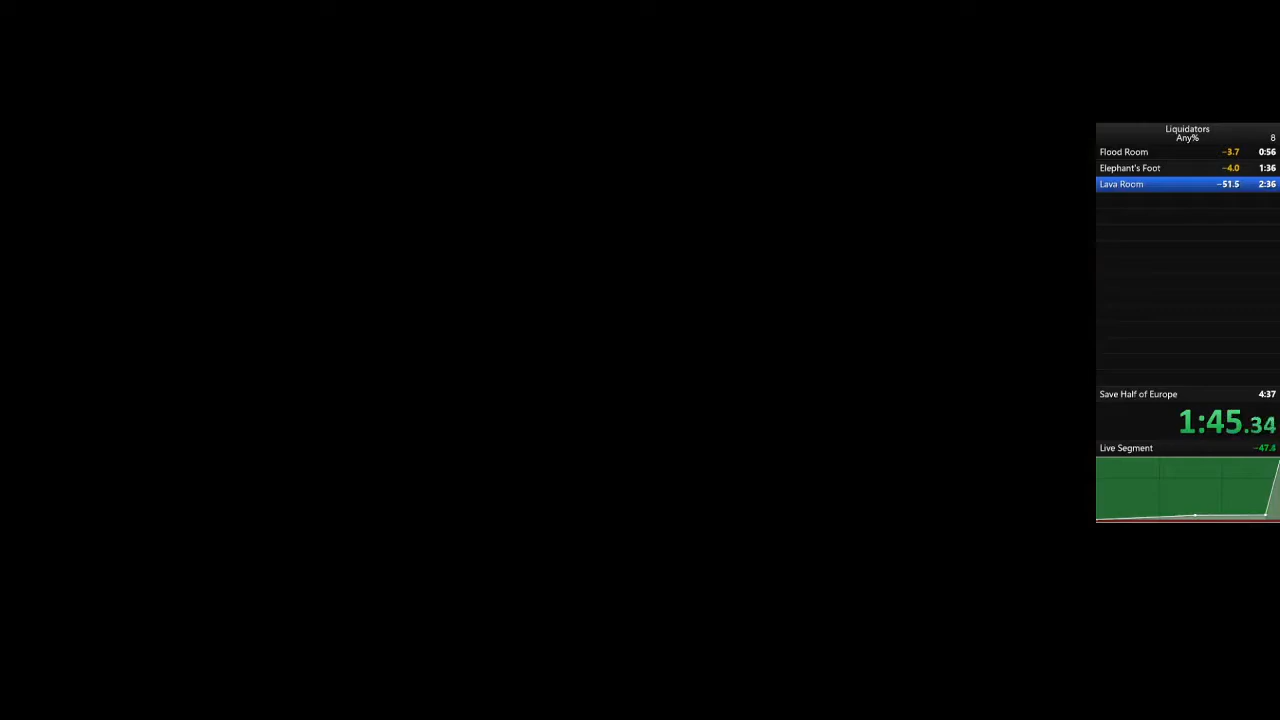 Liquidators
Any% 8
Flood Room −3.7 0:56
Elephant's Foot −4.0 1:36
Lava Room −51.5 2:36
Save Half of Europe 4:37
1:45.34
Live Segment −47.8